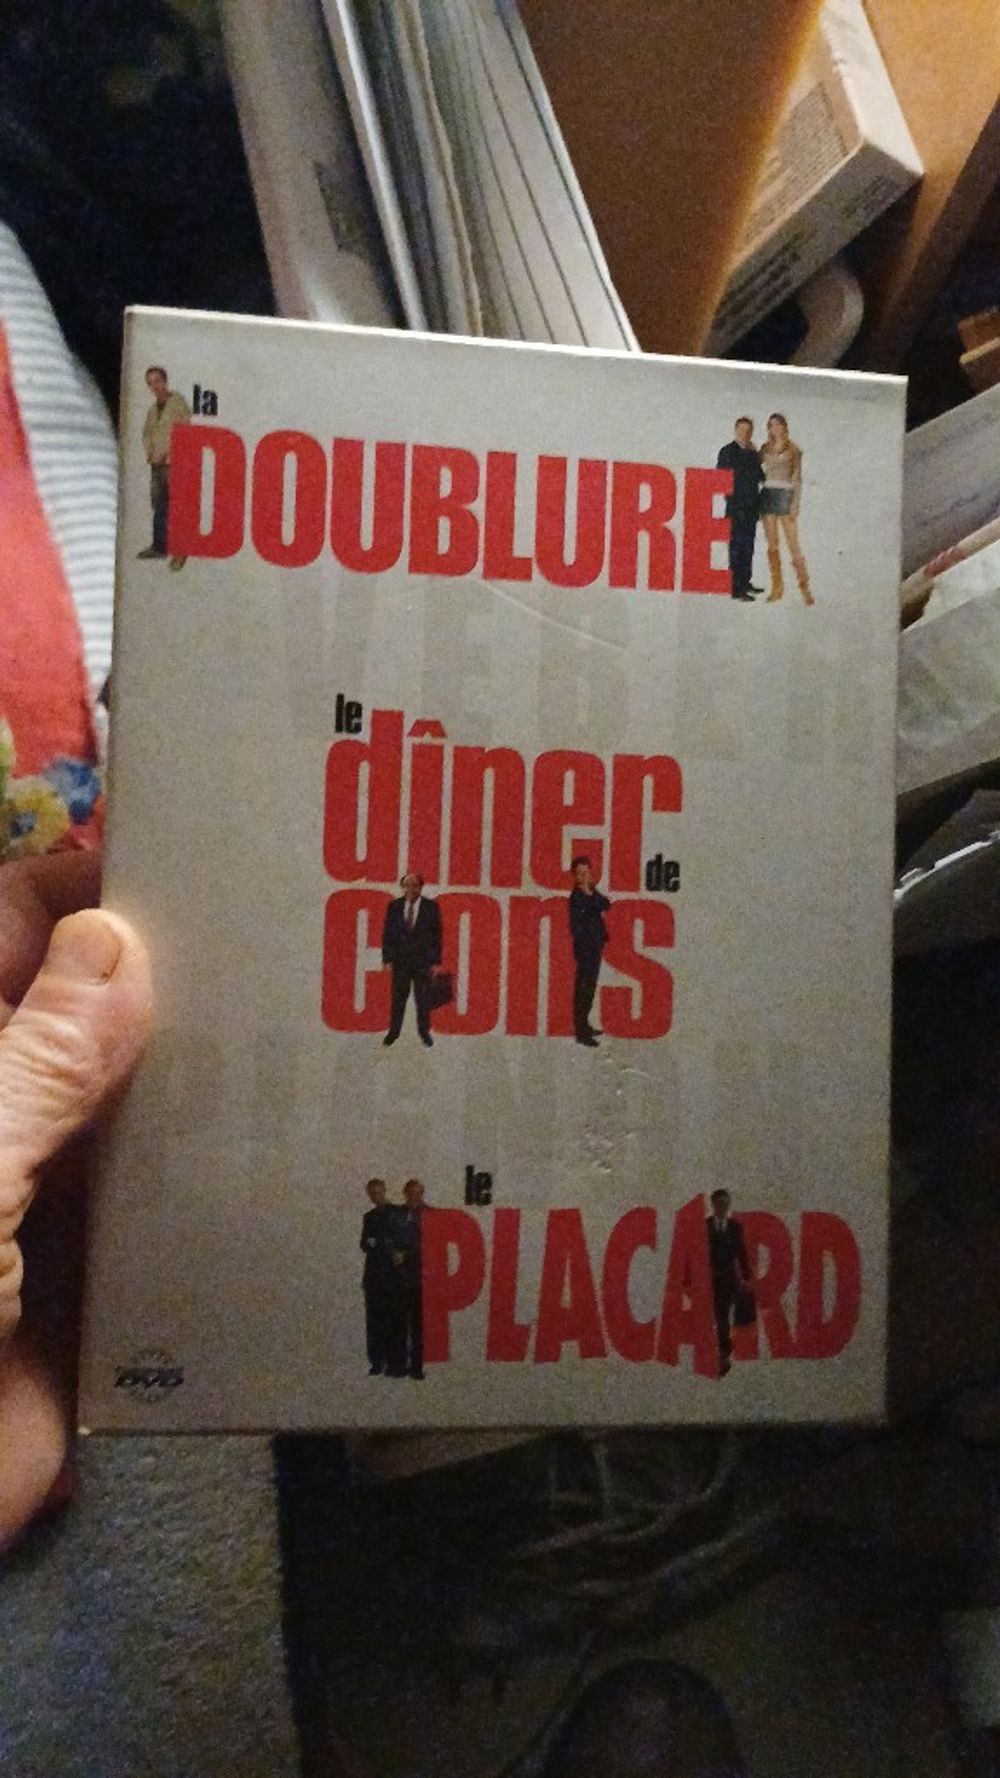 la
DOUBLURE
le
dîner
de
cons
le
PLACARD
DVD